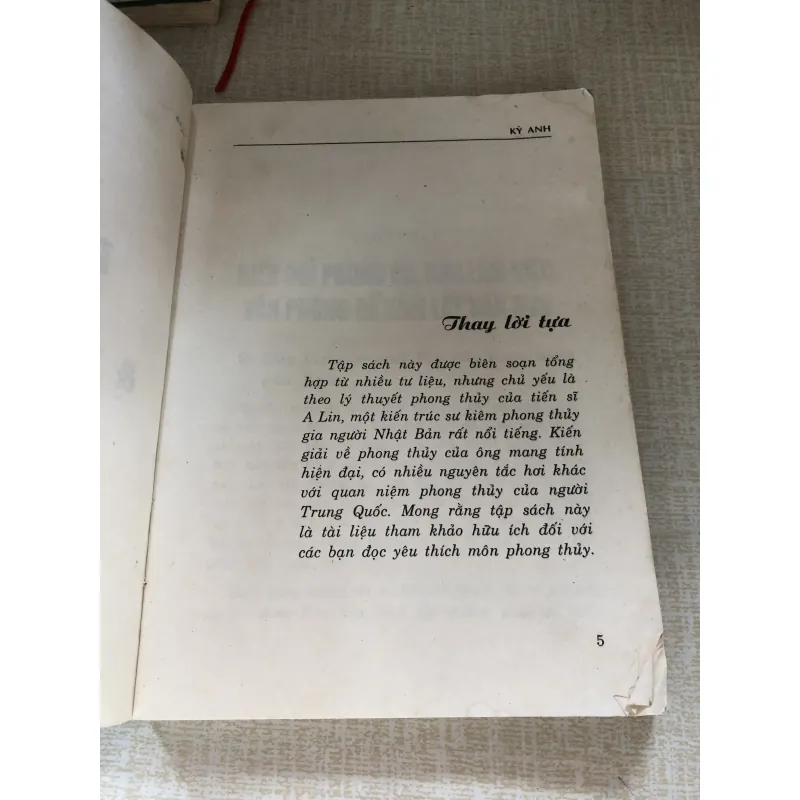 KỲ ANH
Thay lời tựa
Tập sách này được biên soạn tổng
hợp từ nhiều tư liệu, nhưng chủ yếu là
theo lý thuyết phong thủy của tiến sĩ
A Lin, một kiến trúc sư kiêm phong thủy
gia người Nhật Bản rất nổi tiếng. Kiến
giải về phong thủy của ông mang tính
hiện đại, có nhiều nguyên tắc hơi khác
với quan niệm phong thủy của người
Trung Quốc. Mong rằng tập sách này
là tài liệu tham khảo hữu ích đối với
các bạn đọc yêu thích môn phong thủy.
5